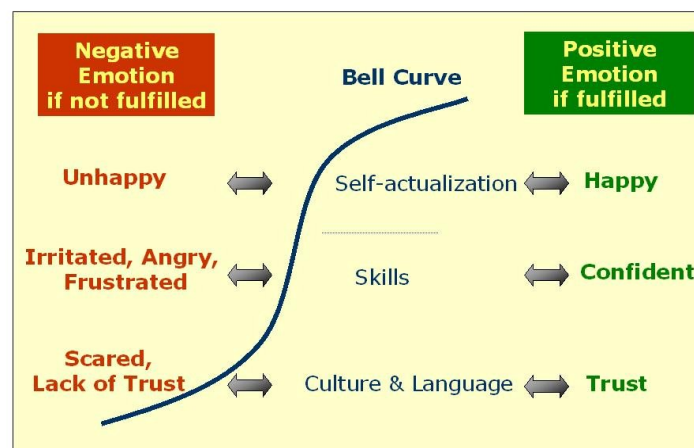 Negative
Emotion
if not fulfilled
Bell Curve
Positive
Emotion
if fulfilled
Unhappy
Self-actualization
Happy
Irritated, Angry,
Frustrated
Skills
Confident
Scared,
Lack of Trust
Culture & Language
Trust